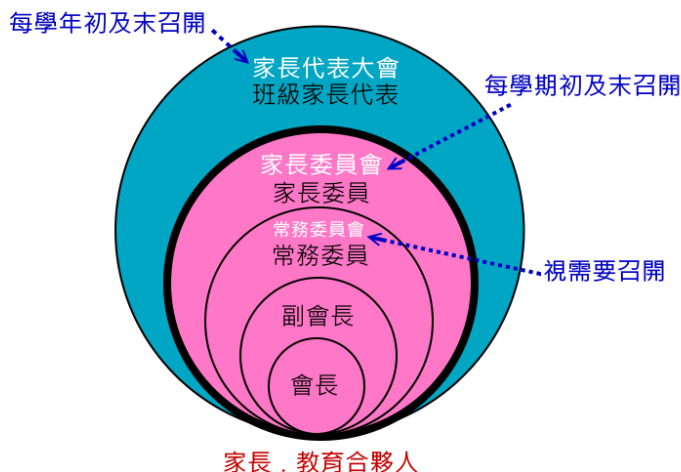 每學年初及末召開
家長代表大會
班級家長代表
每學期初及末召開
家長委員會
家長委員
常務委員會
常務委員
視需要召開
副會長
會長
家長．教育合夥人